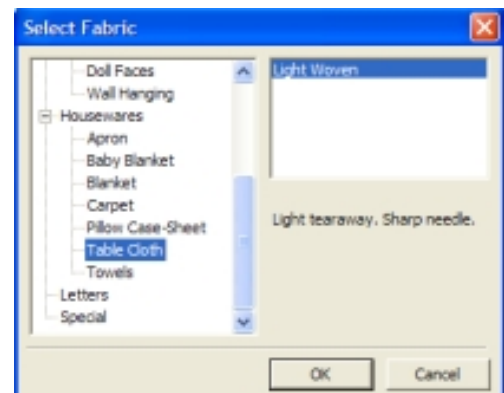 Select Fabric
Doll Faces
Wall Hanging
Housewares
Apron
Baby Blanket
Blanket
Carpet
Pillow Case-Sheet
Table Cloth
Towels
Letters
Special
Light Woven
Light tearaway. Sharp needle.
OK
Cancel